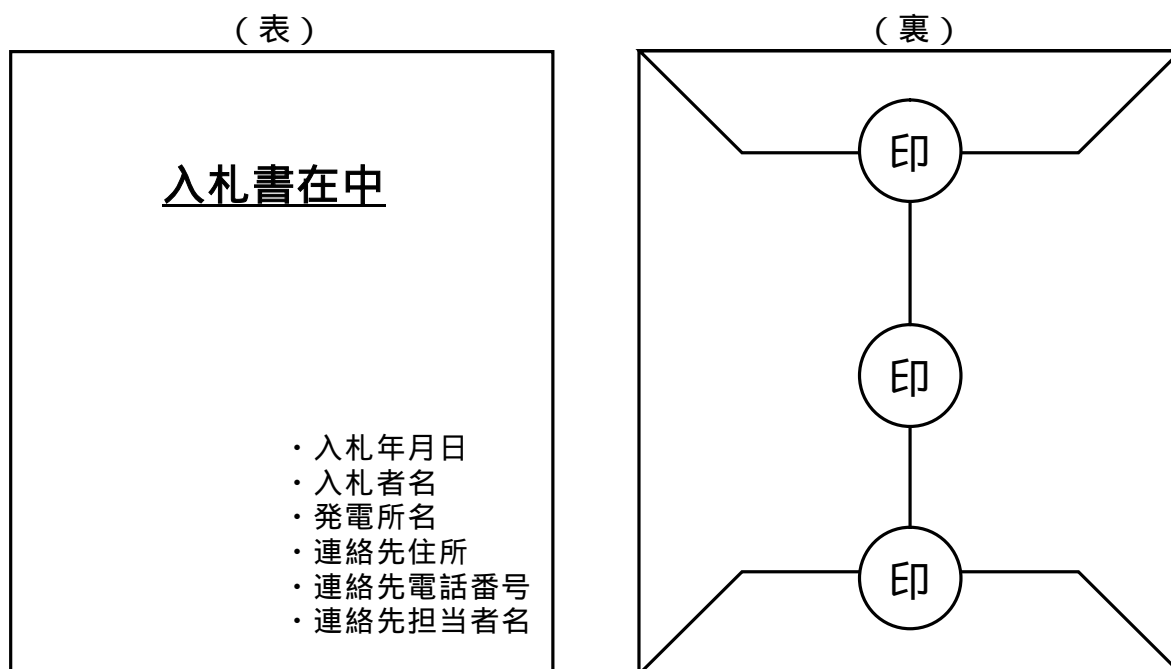 （表）
入札書在中
・入札年月日
・入札者名
・発電所名
・連絡先住所
・連絡先電話番号
・連絡先担当者名
（裏）
印
印
印